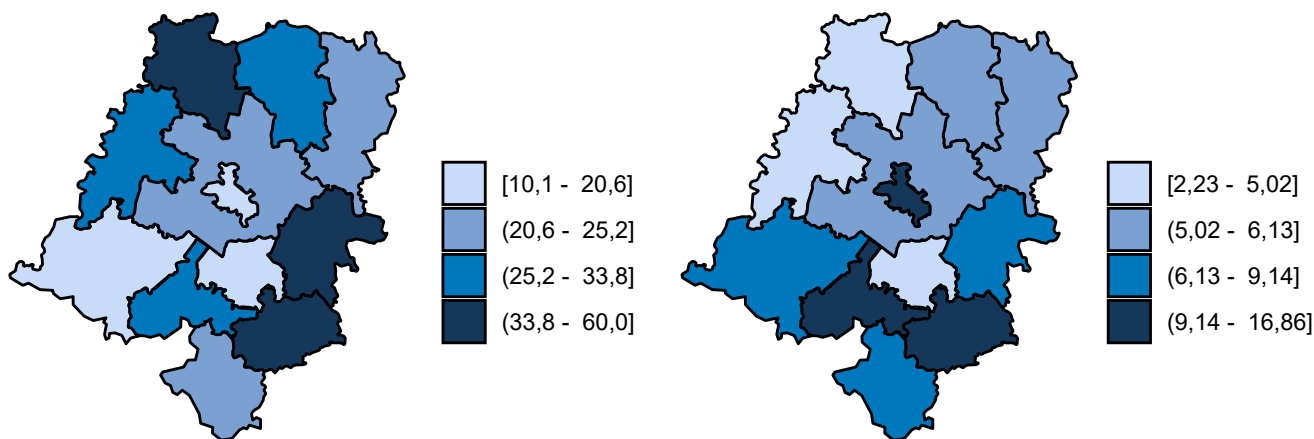 [10,1 - 20,6]
(20,6 - 25,2]
(25,2 - 33,8]
(33,8 - 60,0]
[2,23 - 5,02]
(5,02 - 6,13]
(6,13 - 9,14]
(9,14 - 16,86]